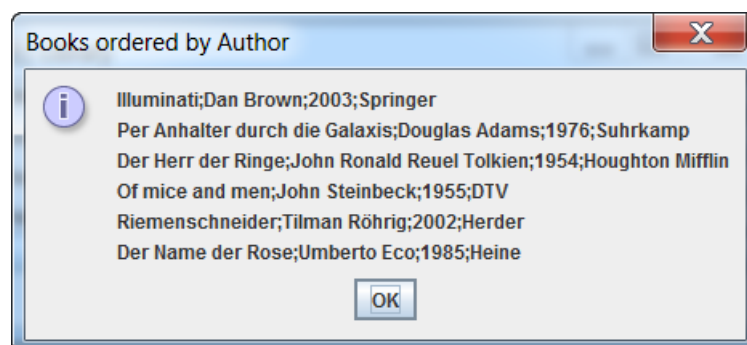 Books ordered by Author
Illuminati;Dan Brown;2003;Springer
Per Anhalter durch die Galaxis;Douglas Adams;1976;Suhrkamp
Der Herr der Ringe;John Ronald Reuel Tolkien;1954;Houghton Mifflin
Of mice and men;John Steinbeck;1955;DTV
Riemenschneider;Tilman Röhrig;2002;Herder
Der Name der Rose;Umberto Eco;1985;Heine
OK